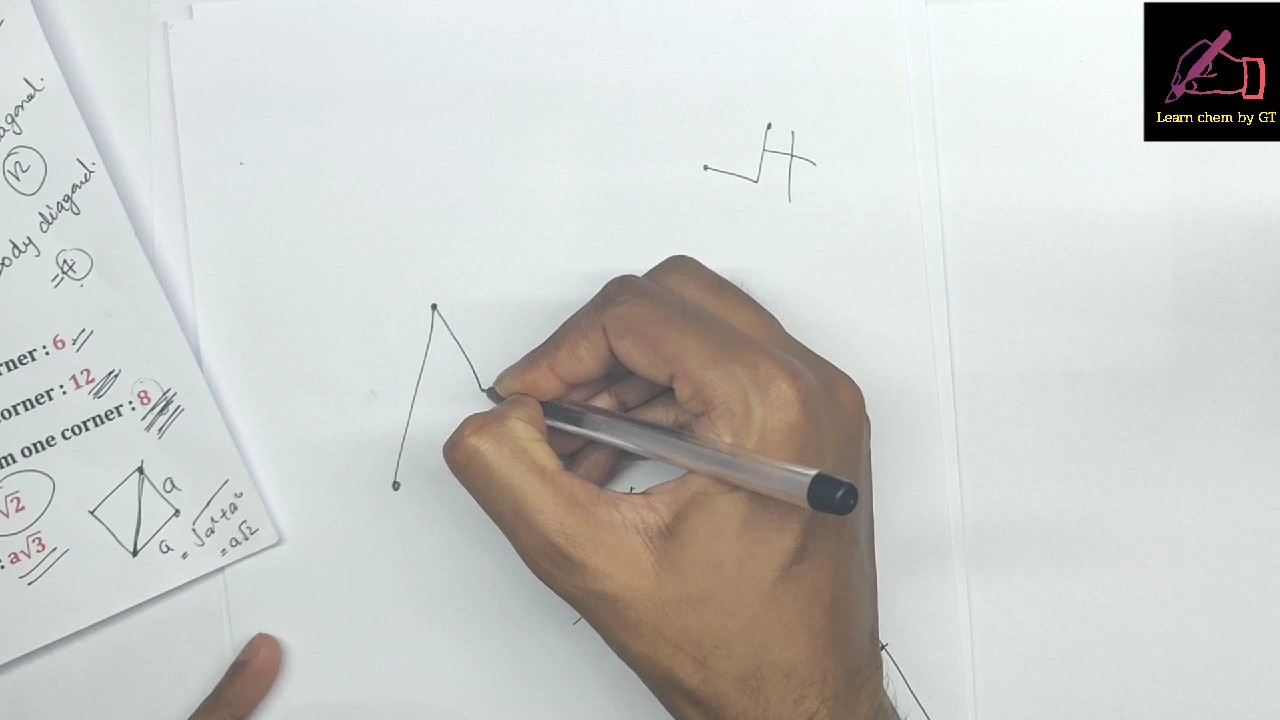 agonal.
√2
body diagonal.
=4
rner : 6
orner : 12
m one corner : 8
√2
: a√3
a
a
= √a²+a²
= a√2
Learn chem by GT